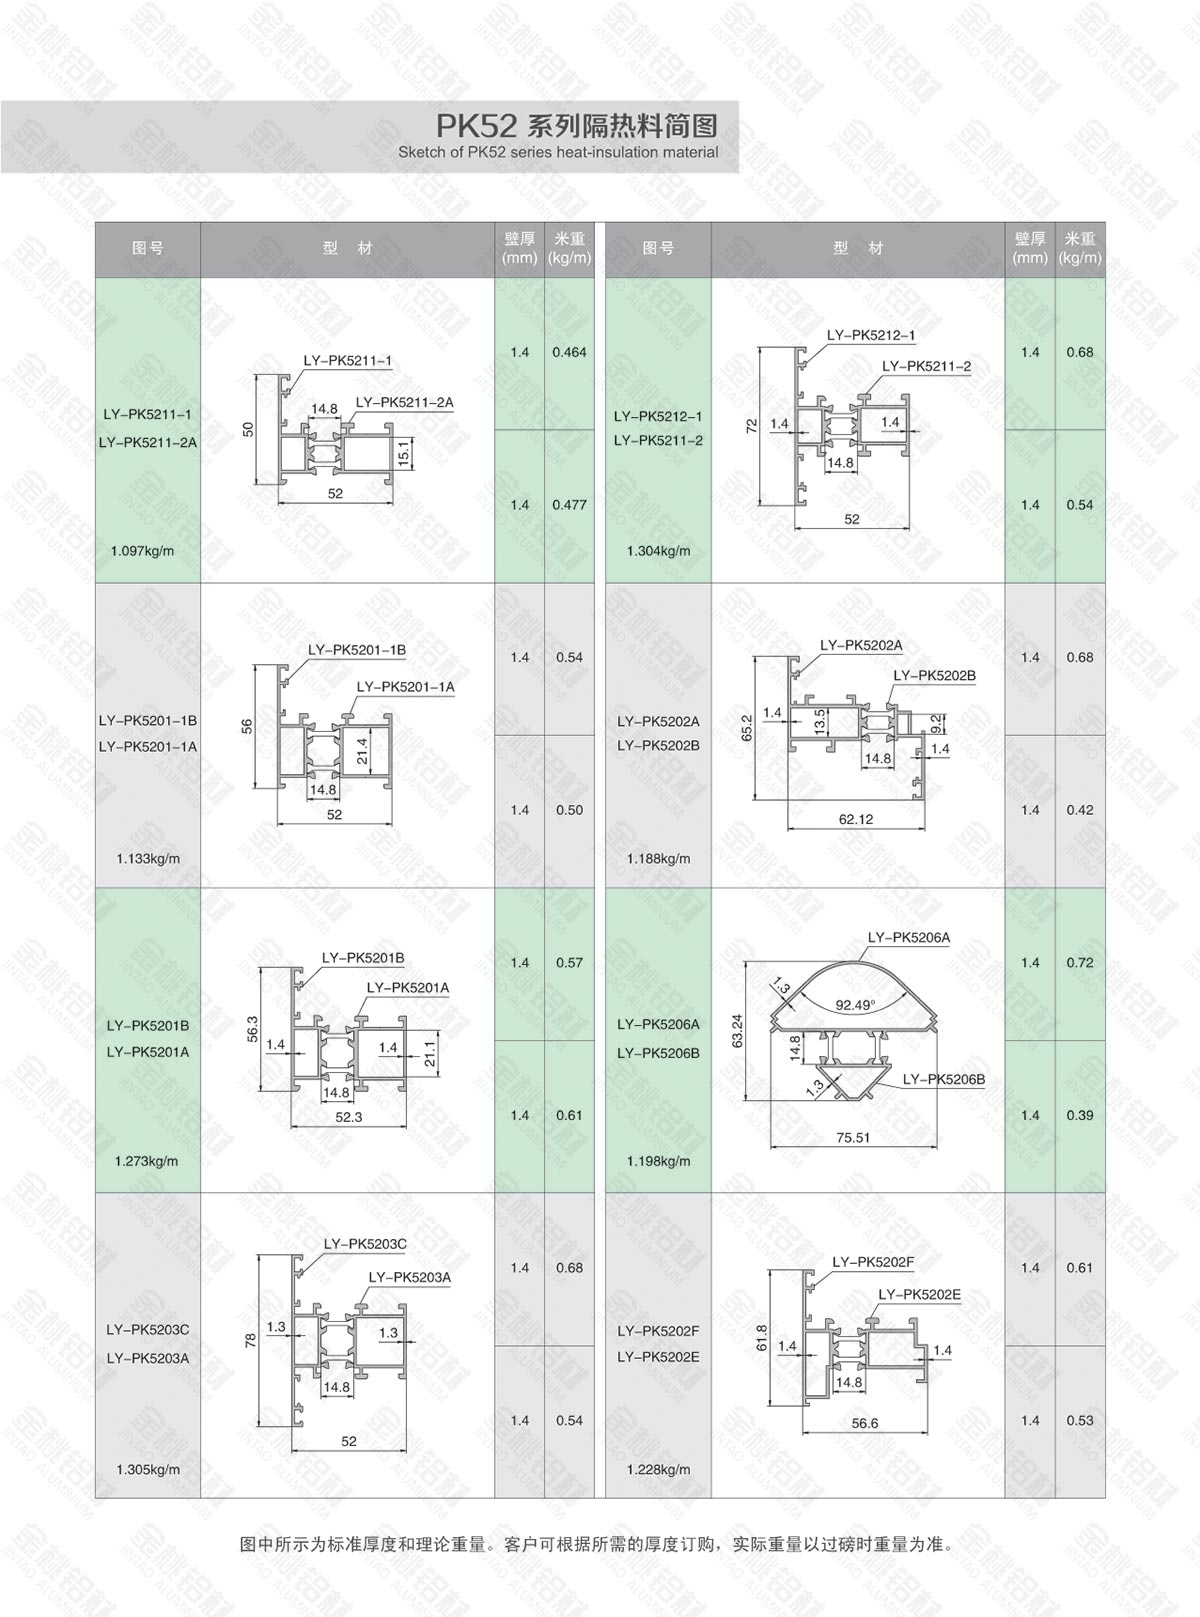 PK52 系列隔热料简图
Sketch of PK52 series heat-insulation material
图号 型 材 壁厚(mm) 米重(kg/m) 图号 型 材 壁厚(mm) 米重(kg/m)
LY-PK5211-1
LY-PK5211-2A
1.097kg/m
LY-PK5211-1
LY-PK5211-2A
14.8
50
15.1
52
1.4 0.464
1.4 0.477
LY-PK5212-1
LY-PK5211-2
1.304kg/m
LY-PK5212-1
LY-PK5211-2
72
1.4
1.4
14.8
52
1.4 0.68
1.4 0.54
LY-PK5201-1B
LY-PK5201-1A
1.133kg/m
LY-PK5201-1B
LY-PK5201-1A
56
21.4
14.8
52
1.4 0.54
1.4 0.50
LY-PK5202A
LY-PK5202B
1.188kg/m
LY-PK5202A
LY-PK5202B
65.2
1.4
13.5
9.2
1.4
14.8
62.12
1.4 0.68
1.4 0.42
LY-PK5201B
LY-PK5201A
1.273kg/m
LY-PK5201B
LY-PK5201A
56.3
1.4
1.4
21.1
14.8
52.3
1.4 0.57
1.4 0.61
LY-PK5206A
LY-PK5206B
1.198kg/m
LY-PK5206A
1.3
92.49°
63.24
14.8
1.3
LY-PK5206B
75.51
1.4 0.72
1.4 0.39
LY-PK5203C
LY-PK5203A
1.305kg/m
LY-PK5203C
LY-PK5203A
78
1.3
1.3
14.8
52
1.4 0.68
1.4 0.54
LY-PK5202F
LY-PK5202E
1.228kg/m
LY-PK5202F
LY-PK5202E
61.8
1.4
1.4
14.8
56.6
1.4 0.61
1.4 0.53
图中所示为标准厚度和理论重量。客户可根据所需的厚度订购，实际重量以过磅时重量为准。
金桃铝材
JINTAO ALUMINIUM